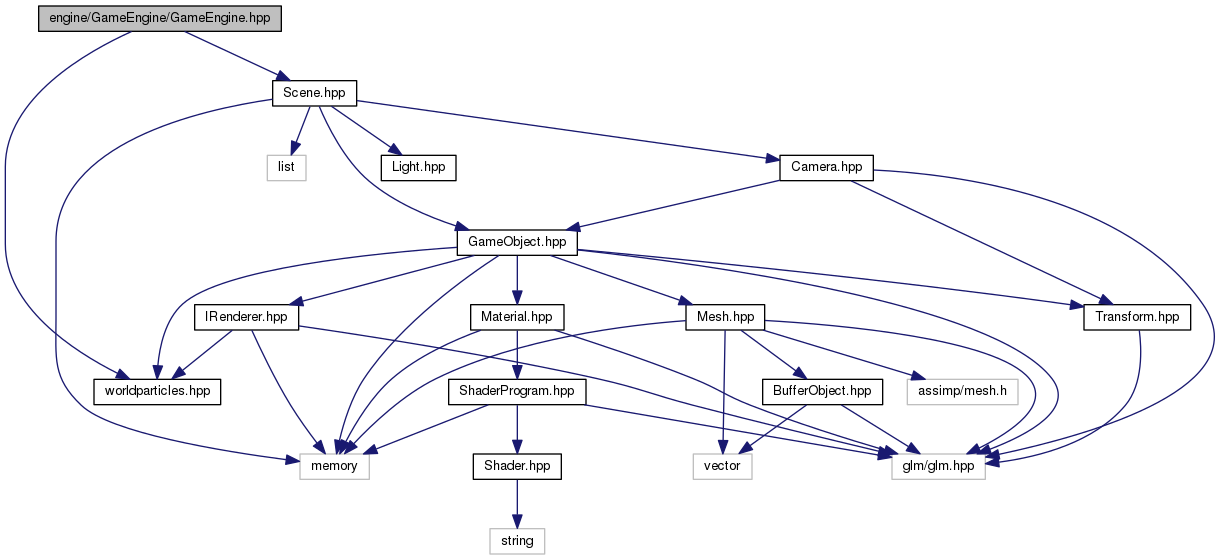 engine/GameEngine/GameEngine.hpp
Scene.hpp
list
Light.hpp
Camera.hpp
GameObject.hpp
IRenderer.hpp
Material.hpp
Mesh.hpp
Transform.hpp
worldparticles.hpp
ShaderProgram.hpp
BufferObject.hpp
assimp/mesh.h
memory
Shader.hpp
vector
glm/glm.hpp
string